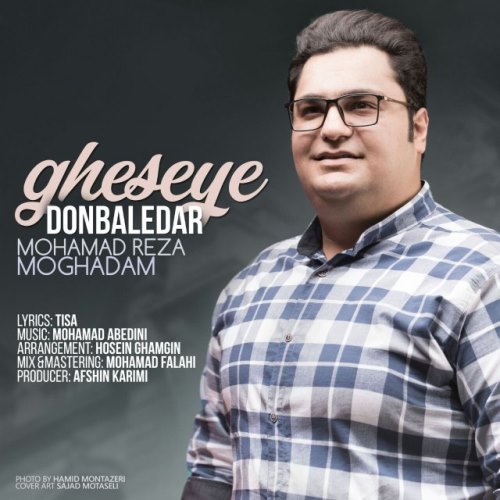 gheseye
DONBALEDAR
MOHAMAD REZA
MOGHADAM
LYRICS: TISA
MUSIC: MOHAMAD ABEDINI
ARRANGEMENT: HOSEIN GHAMGIN
MIX &MASTERING: MOHAMAD FALAHI
PRODUCER: AFSHIN KARIMI
PHOTO BY HAMID MONTAZERI
COVER ART SAJAD MOTASELI